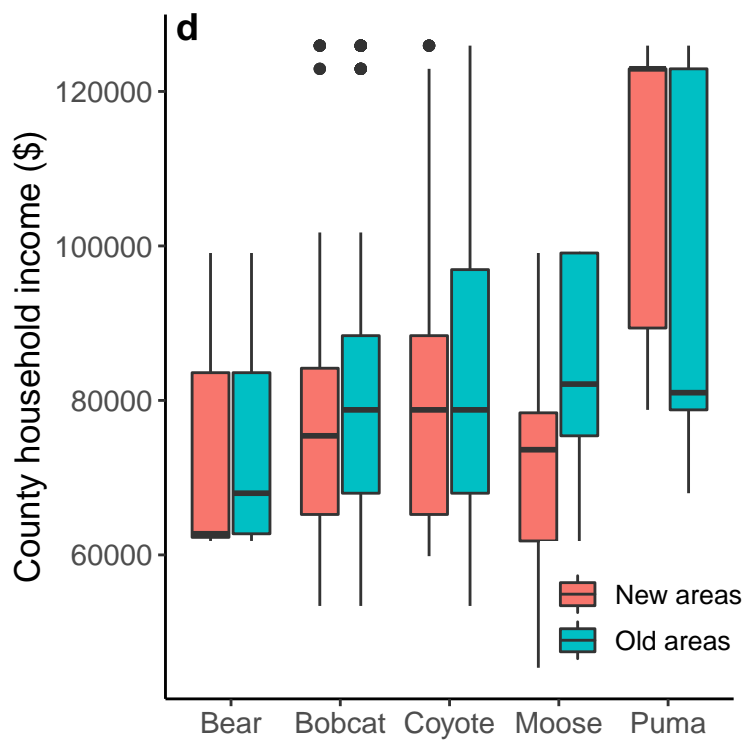 d
County household income ($)
120000
100000
80000
60000
New areas
Old areas
Bear Bobcat Coyote Moose Puma